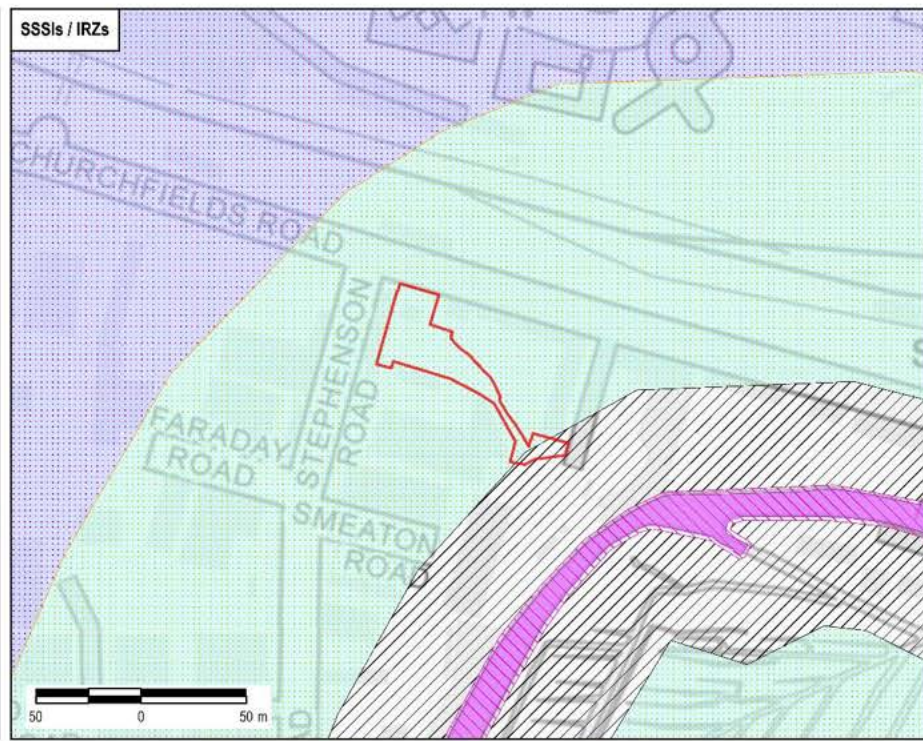 SSSIs / IRZs
CHURCHFIELDS ROAD
STEPHENSON
ROAD
FARADAY
ROAD
SMEATON
ROAD
50
0
50 m